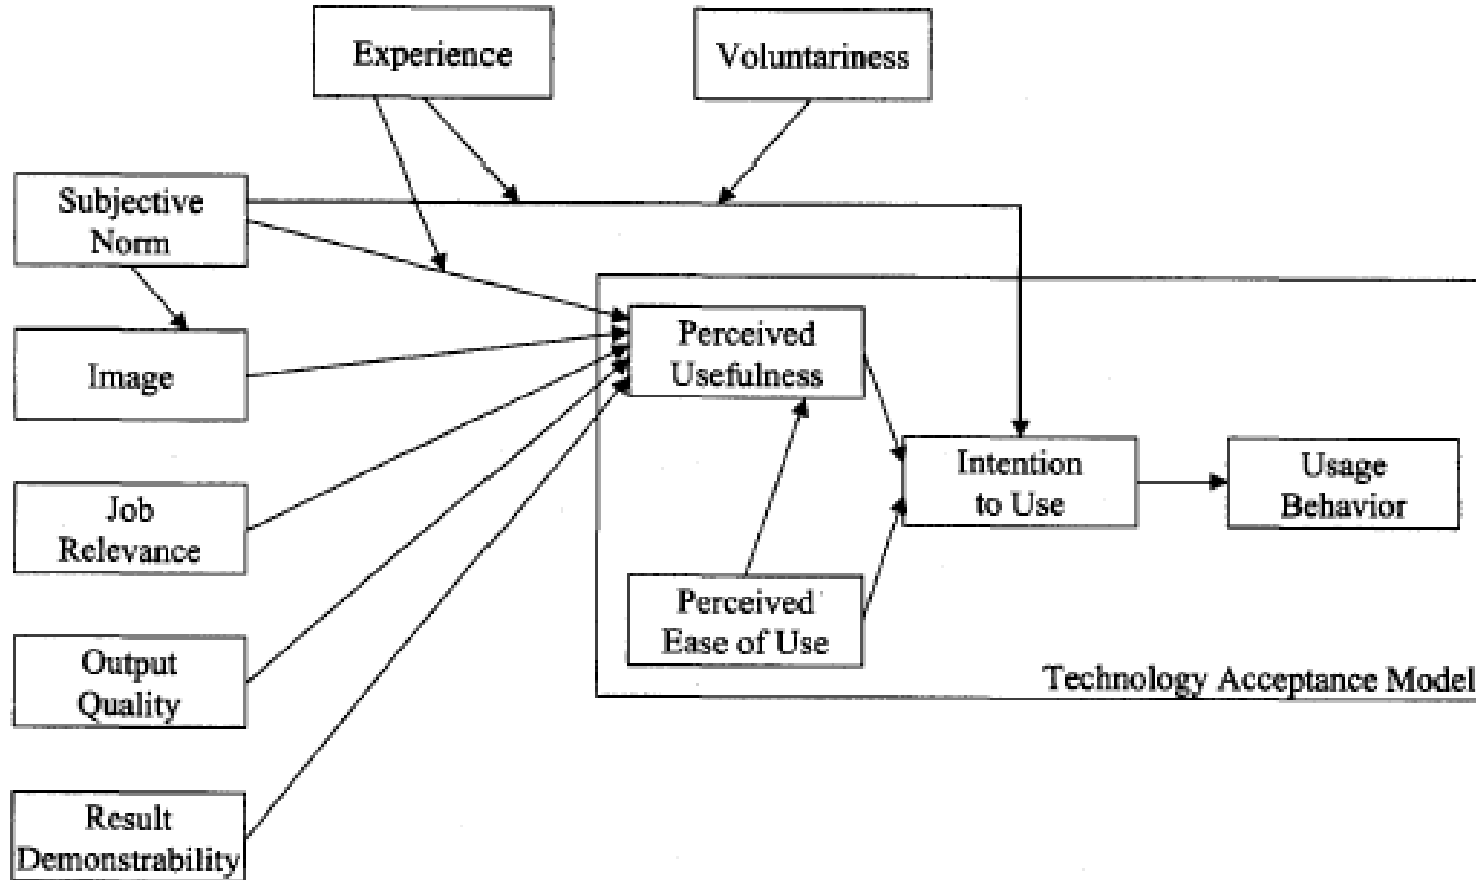 Experience
Voluntariness
Subjective
Norm
Image
Perceived
Usefulness
Job
Relevance
Intention
to Use
Usage
Behavior
Perceived
Ease of Use
Output
Quality
Technology Acceptance Model
Result
Demonstrability